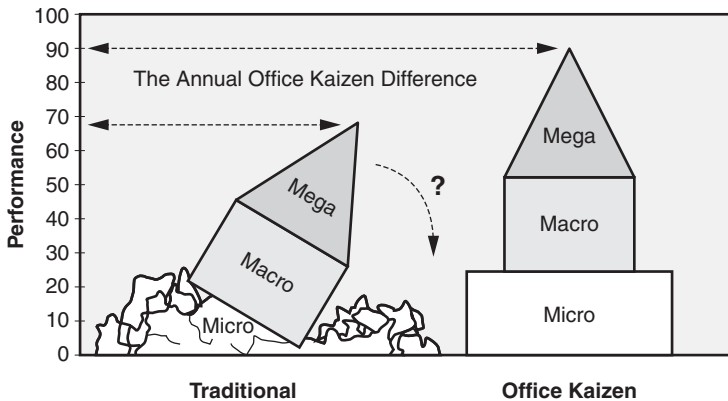 100
90
80
70
60
50
40
30
20
10
0
Performance
The Annual Office Kaizen Difference
Mega
Macro
Micro
?
Mega
Macro
Micro
Traditional
Office Kaizen